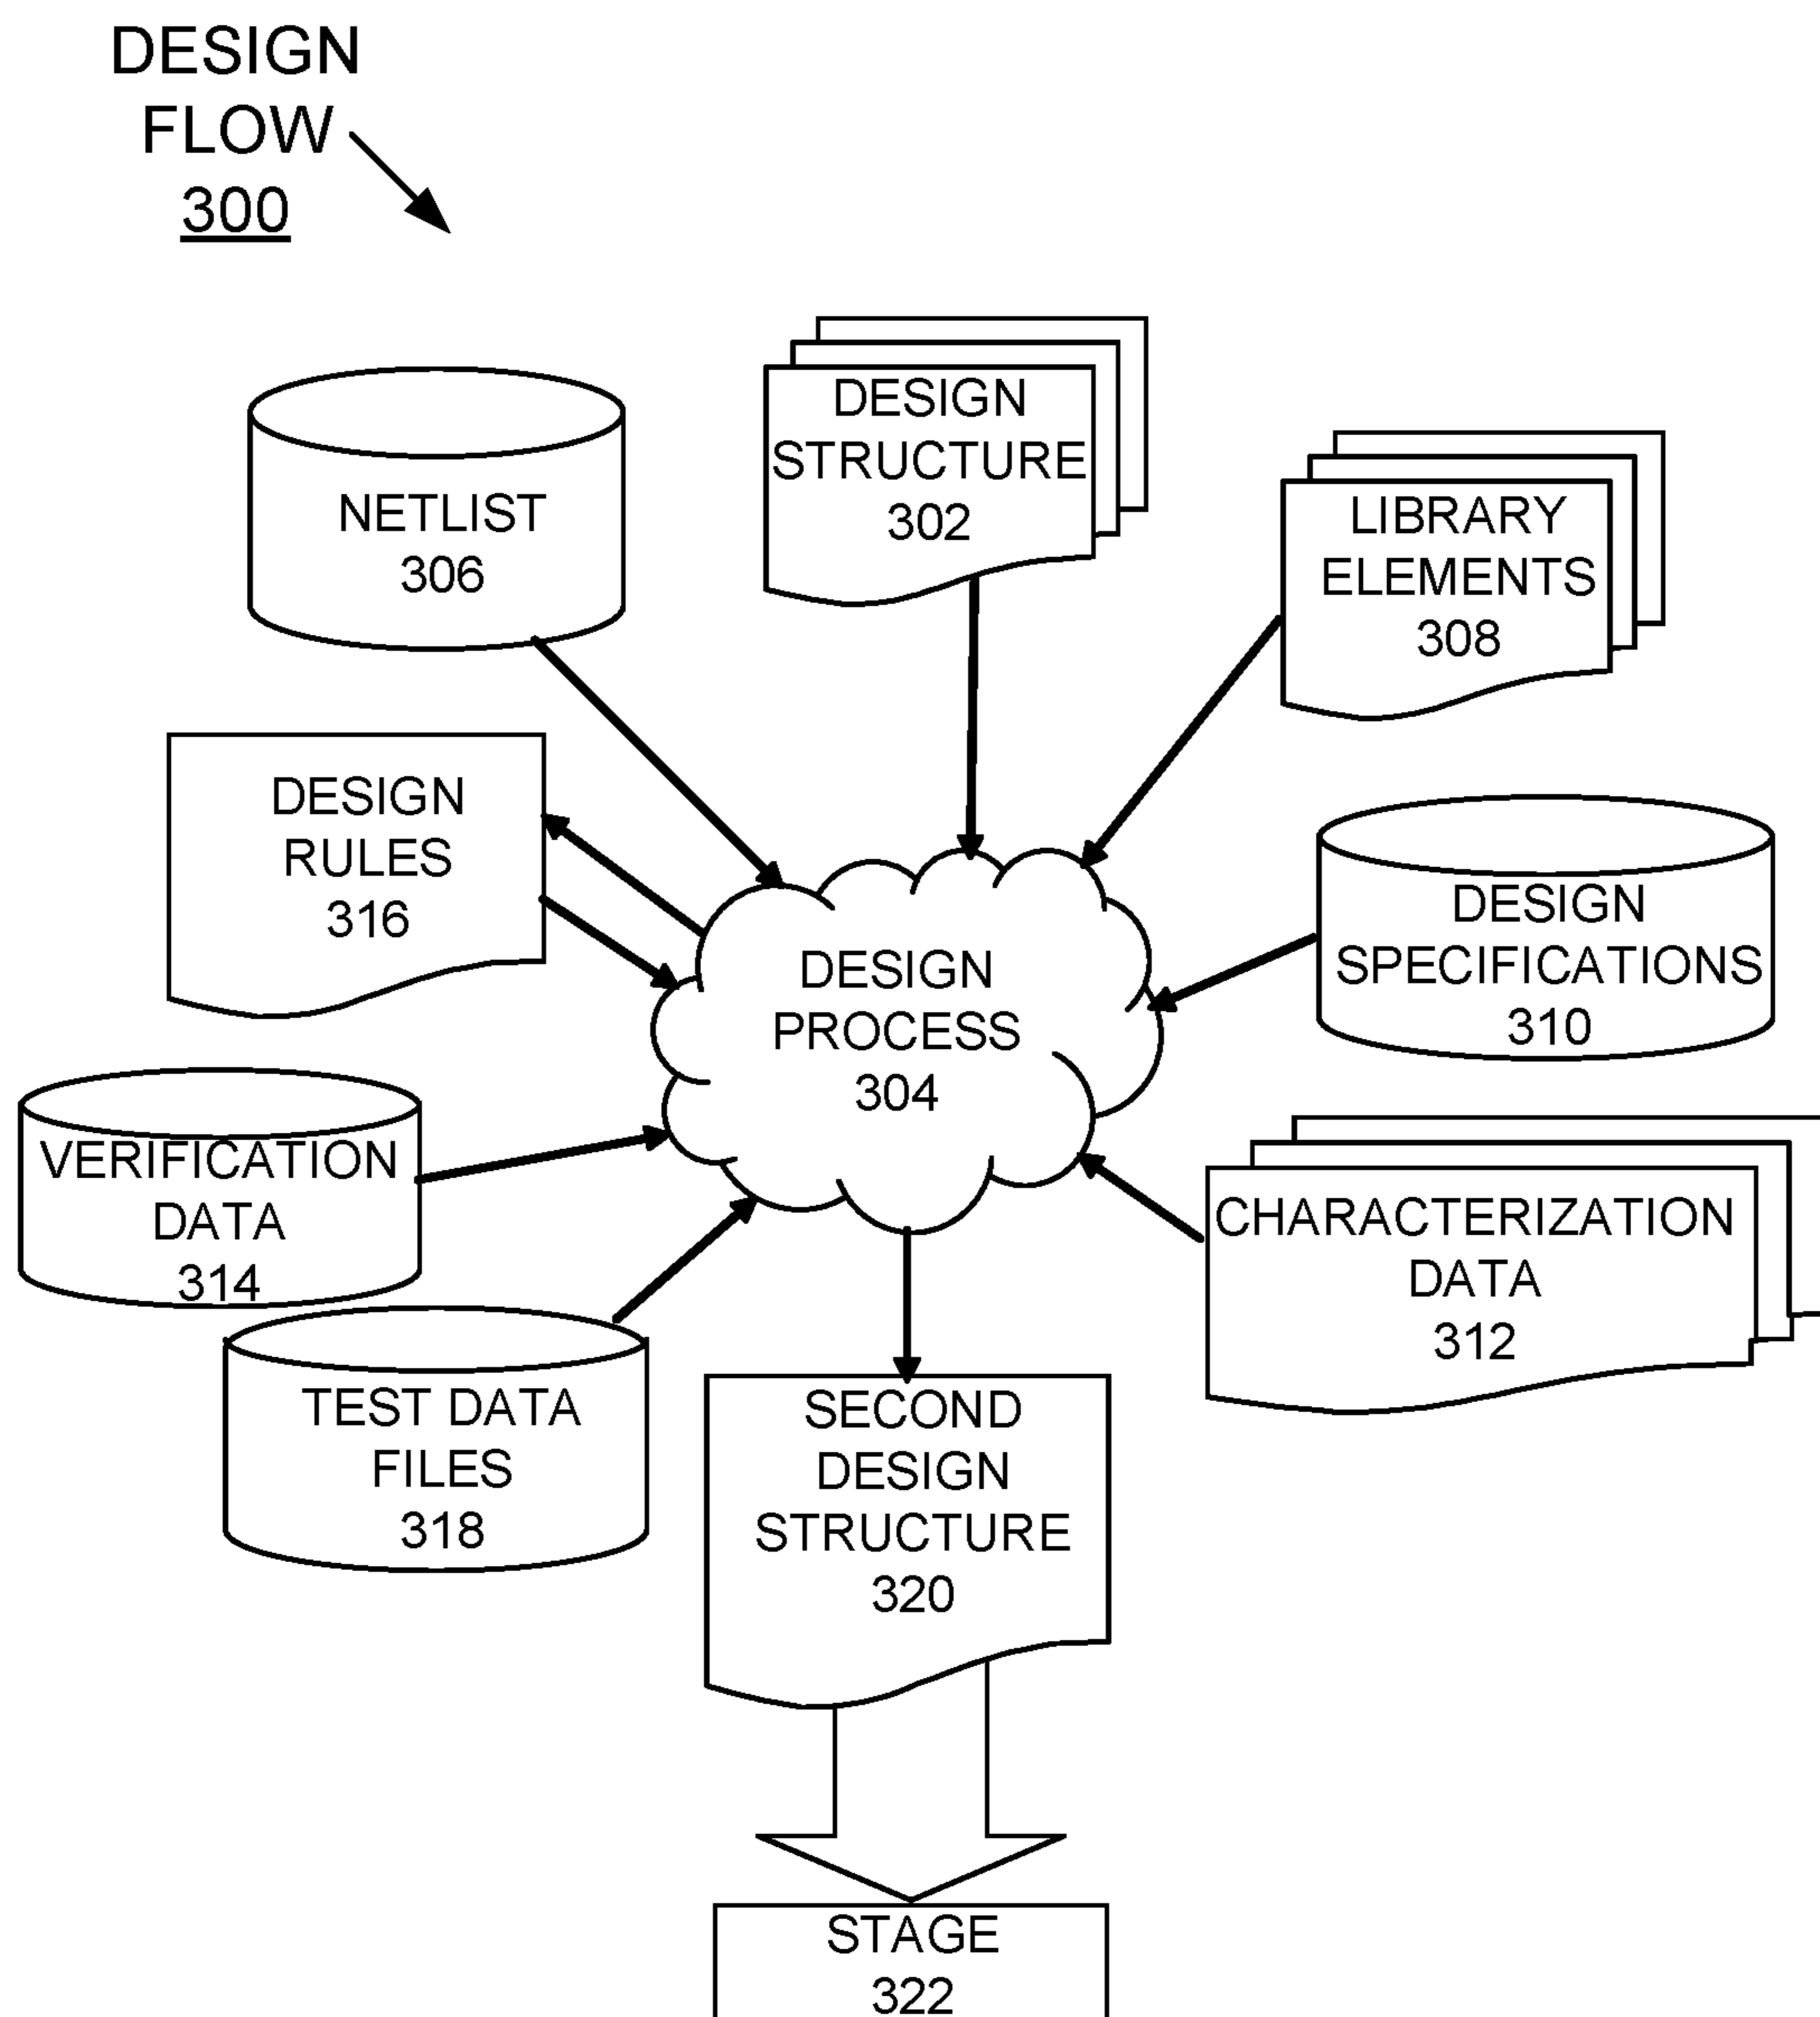 DESIGN
FLOW
300
DESIGN
STRUCTURE
302
NETLIST
306
LIBRARY
ELEMENTS
308
DESIGN
RULES
316
DESIGN
SPECIFICATIONS
310
DESIGN
PROCESS
304
VERIFICATION
DATA
314
CHARACTERIZATION
DATA
312
TEST DATA
FILES
318
SECOND
DESIGN
STRUCTURE
320
STAGE
322